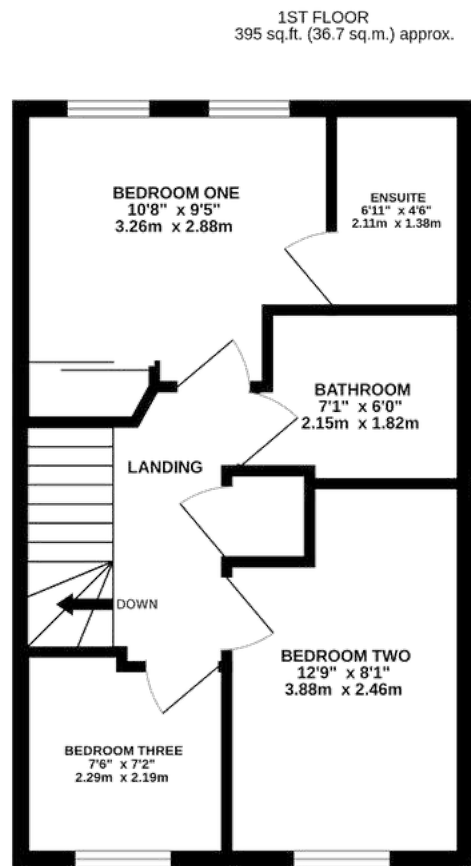 1ST FLOOR
395 sq.ft. (36.7 sq.m.) approx.
BEDROOM ONE
10'8" x 9'5"
3.26m x 2.88m
ENSUITE
6'11" x 4'6"
2.11m x 1.38m
BATHROOM
7'1" x 6'0"
2.15m x 1.82m
LANDING
DOWN
BEDROOM TWO
12'9" x 8'1"
3.88m x 2.46m
BEDROOM THREE
7'6" x 7'2"
2.29m x 2.19m